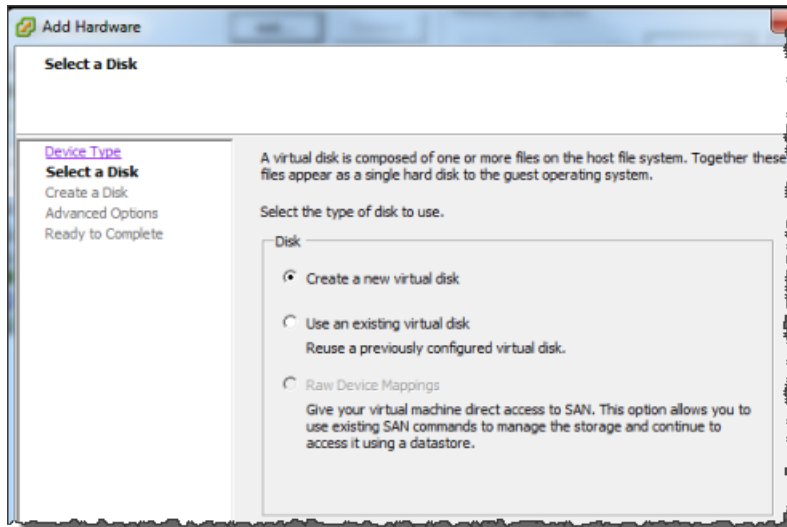 Add Hardware
Select a Disk
Device Type
Select a Disk
Create a Disk
Advanced Options
Ready to Complete
A virtual disk is composed of one or more files on the host file system. Together these
files appear as a single hard disk to the guest operating system.
Select the type of disk to use.
Disk
Create a new virtual disk
Use an existing virtual disk
Reuse a previously configured virtual disk.
Raw Device Mappings
Give your virtual machine direct access to SAN. This option allows you to
use existing SAN commands to manage the storage and continue to
access it using a datastore.